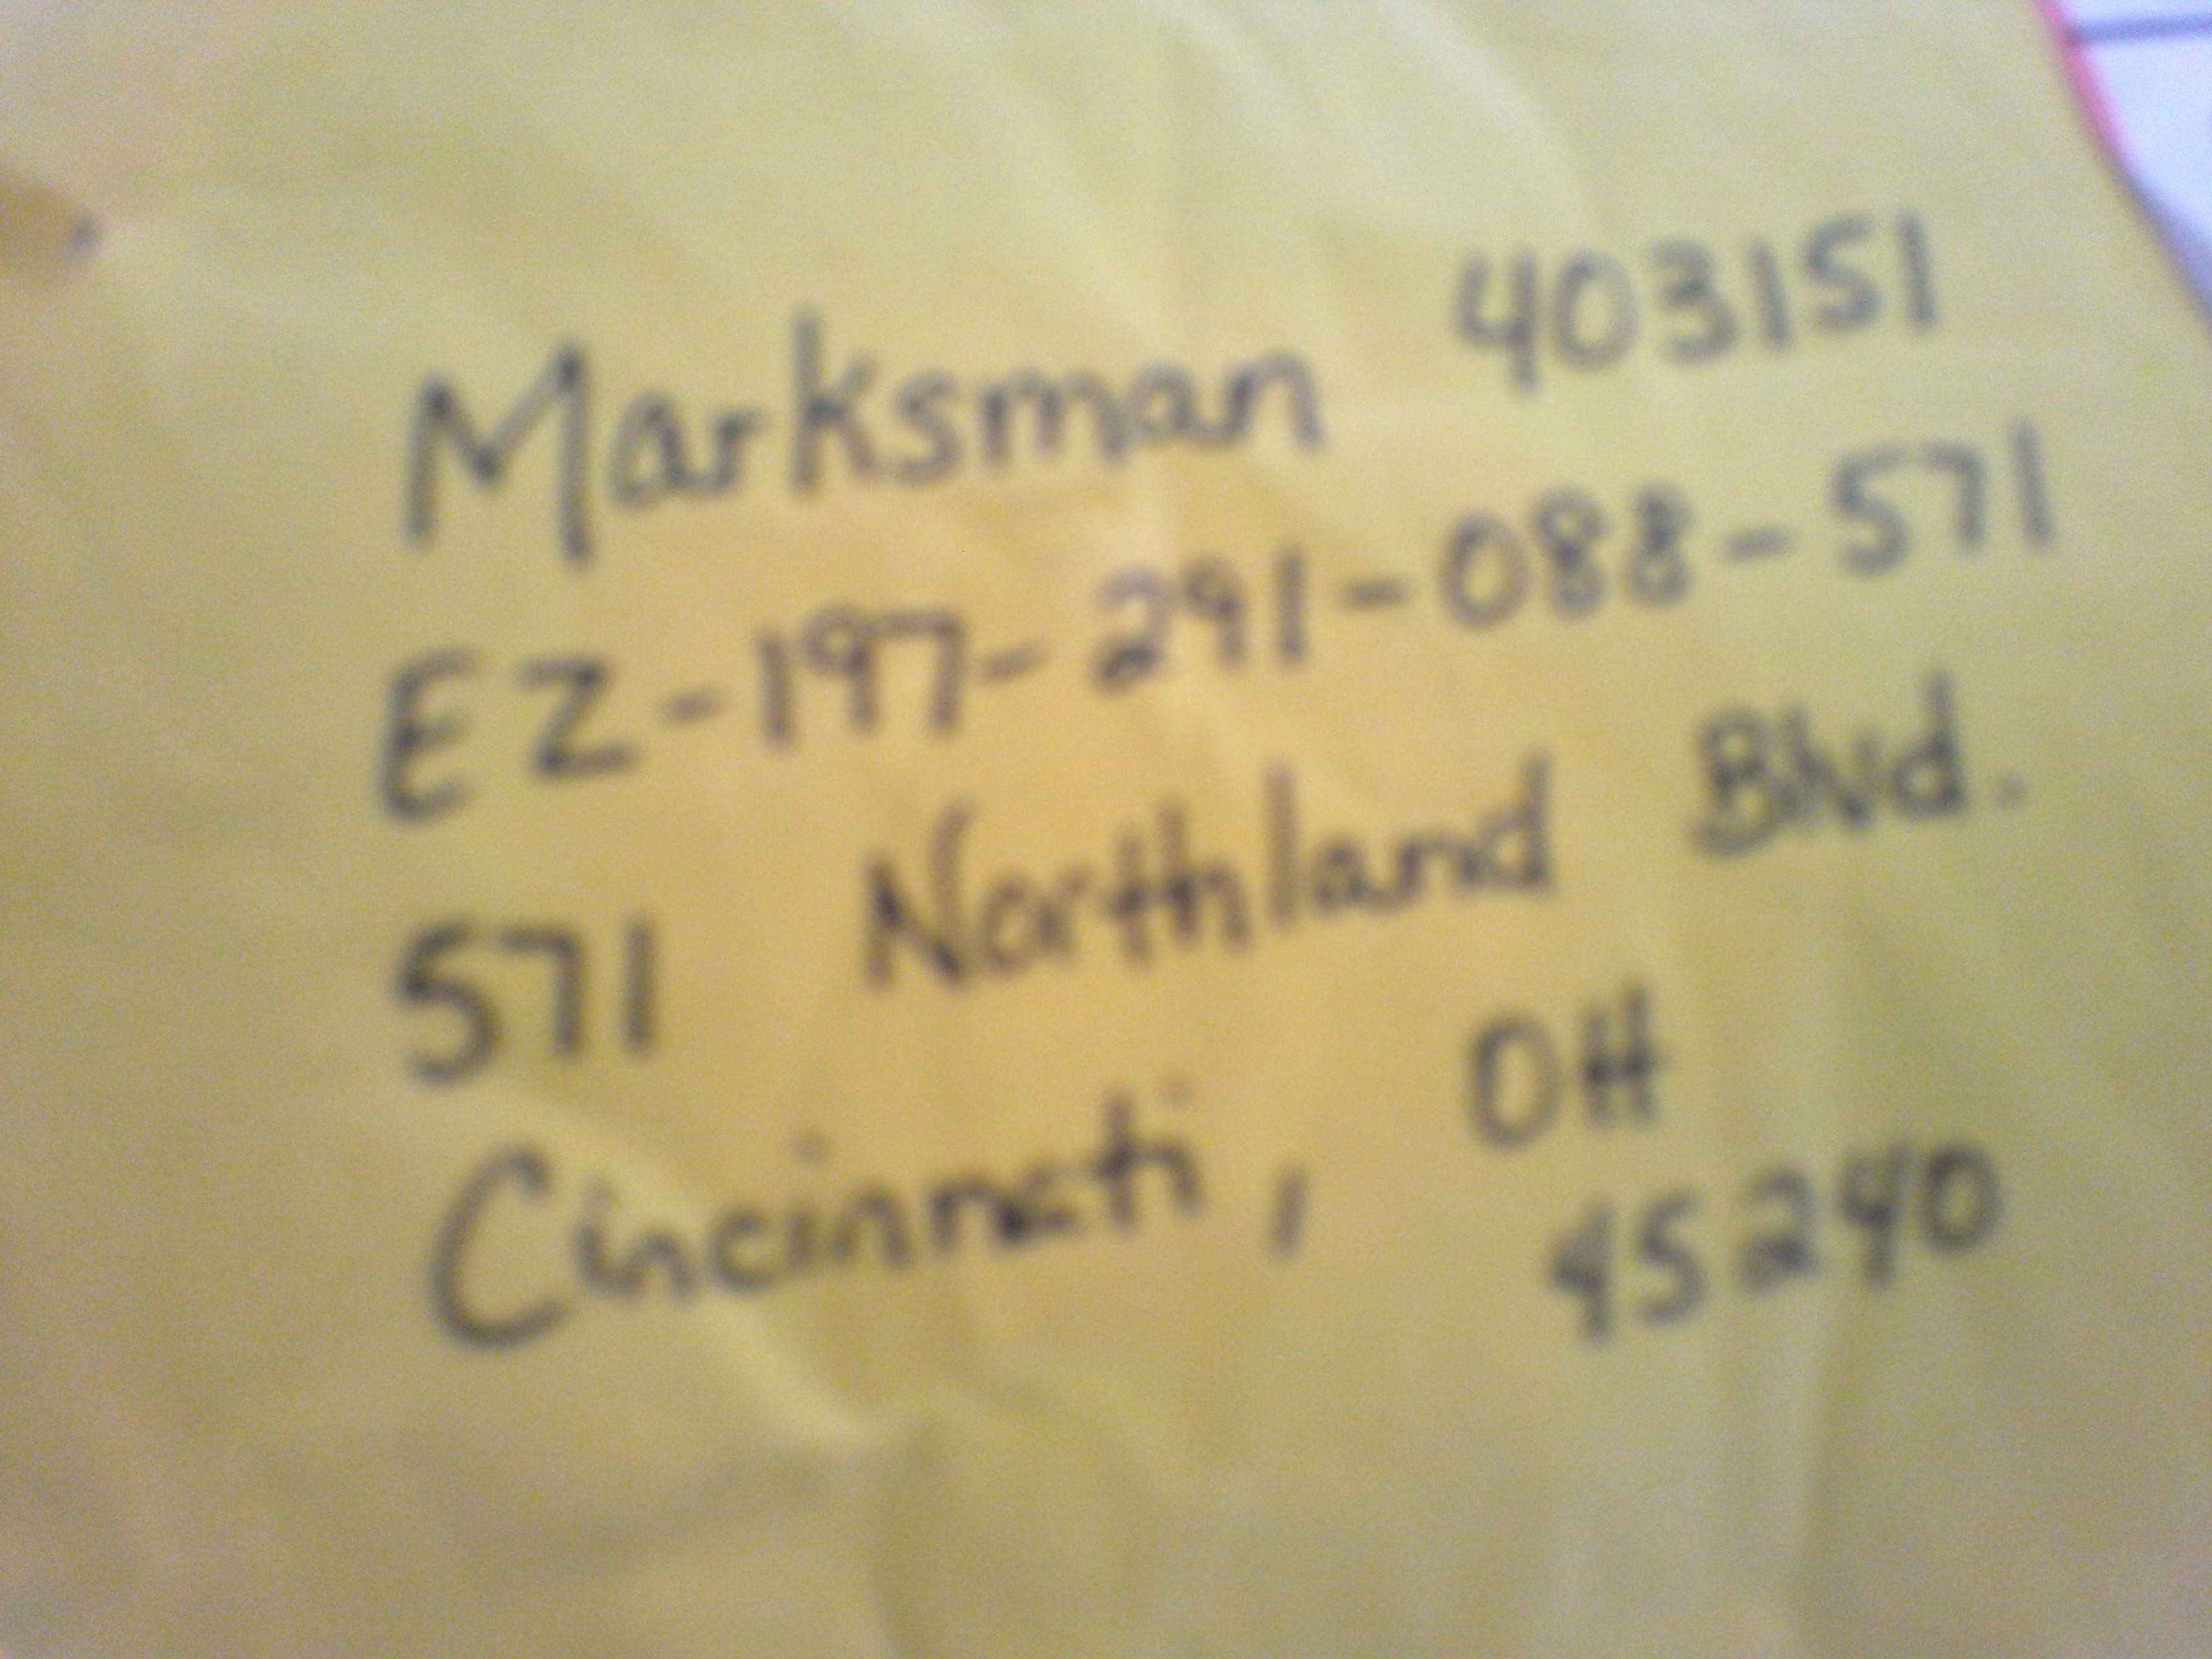 Marksman 403151
EZ-197-291-088-571
571 Northland Blvd.
Cincinnati, OH
45240